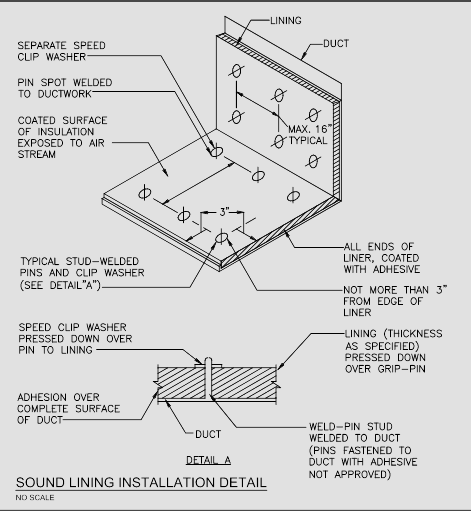 LINING
DUCT
SEPARATE SPEED
CLIP WASHER
PIN SPOT WELDED
TO DUCTWORK
COATED SURFACE
OF INSULATION
EXPOSED TO AIR
STREAM
MAX. 16"
TYPICAL
3"
TYPICAL STUD-WELDED
PINS AND CLIP WASHER
(SEE DETAIL"A")
ALL ENDS OF
LINER, COATED
WITH ADHESIVE
NOT MORE THAN 3"
FROM EDGE OF
LINER
SPEED CLIP WASHER
PRESSED DOWN OVER
PIN TO LINING
LINING (THICKNESS
AS SPECIFIED)
PRESSED DOWN
OVER GRIP-PIN
ADHESION OVER
COMPLETE SURFACE
OF DUCT
DUCT
WELD-PIN STUD
WELDED TO DUCT
(PINS FASTENED TO
DUCT WITH ADHESIVE
NOT APPROVED)
DETAIL A
SOUND LINING INSTALLATION DETAIL
NO SCALE